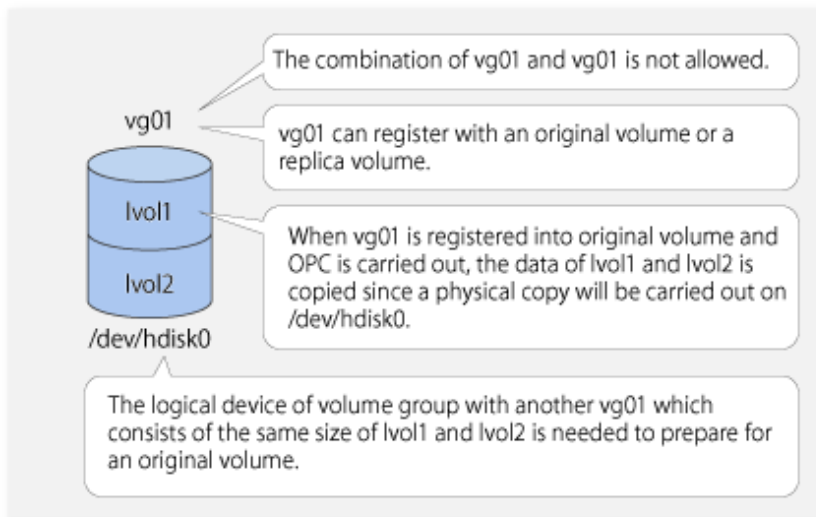 The combination of vg01 and vg01 is not allowed.
vg01
vg01 can register with an original volume or a
replica volume.
lvol1
When vg01 is registered into original volume and
OPC is carried out, the data of lvol1 and lvol2 is
copied since a physical copy will be carried out on
/dev/hdisk0.
lvol2
/dev/hdisk0
The logical device of volume group with another vg01 which
consists of the same size of lvol1 and lvol2 is needed to prepare for
an original volume.